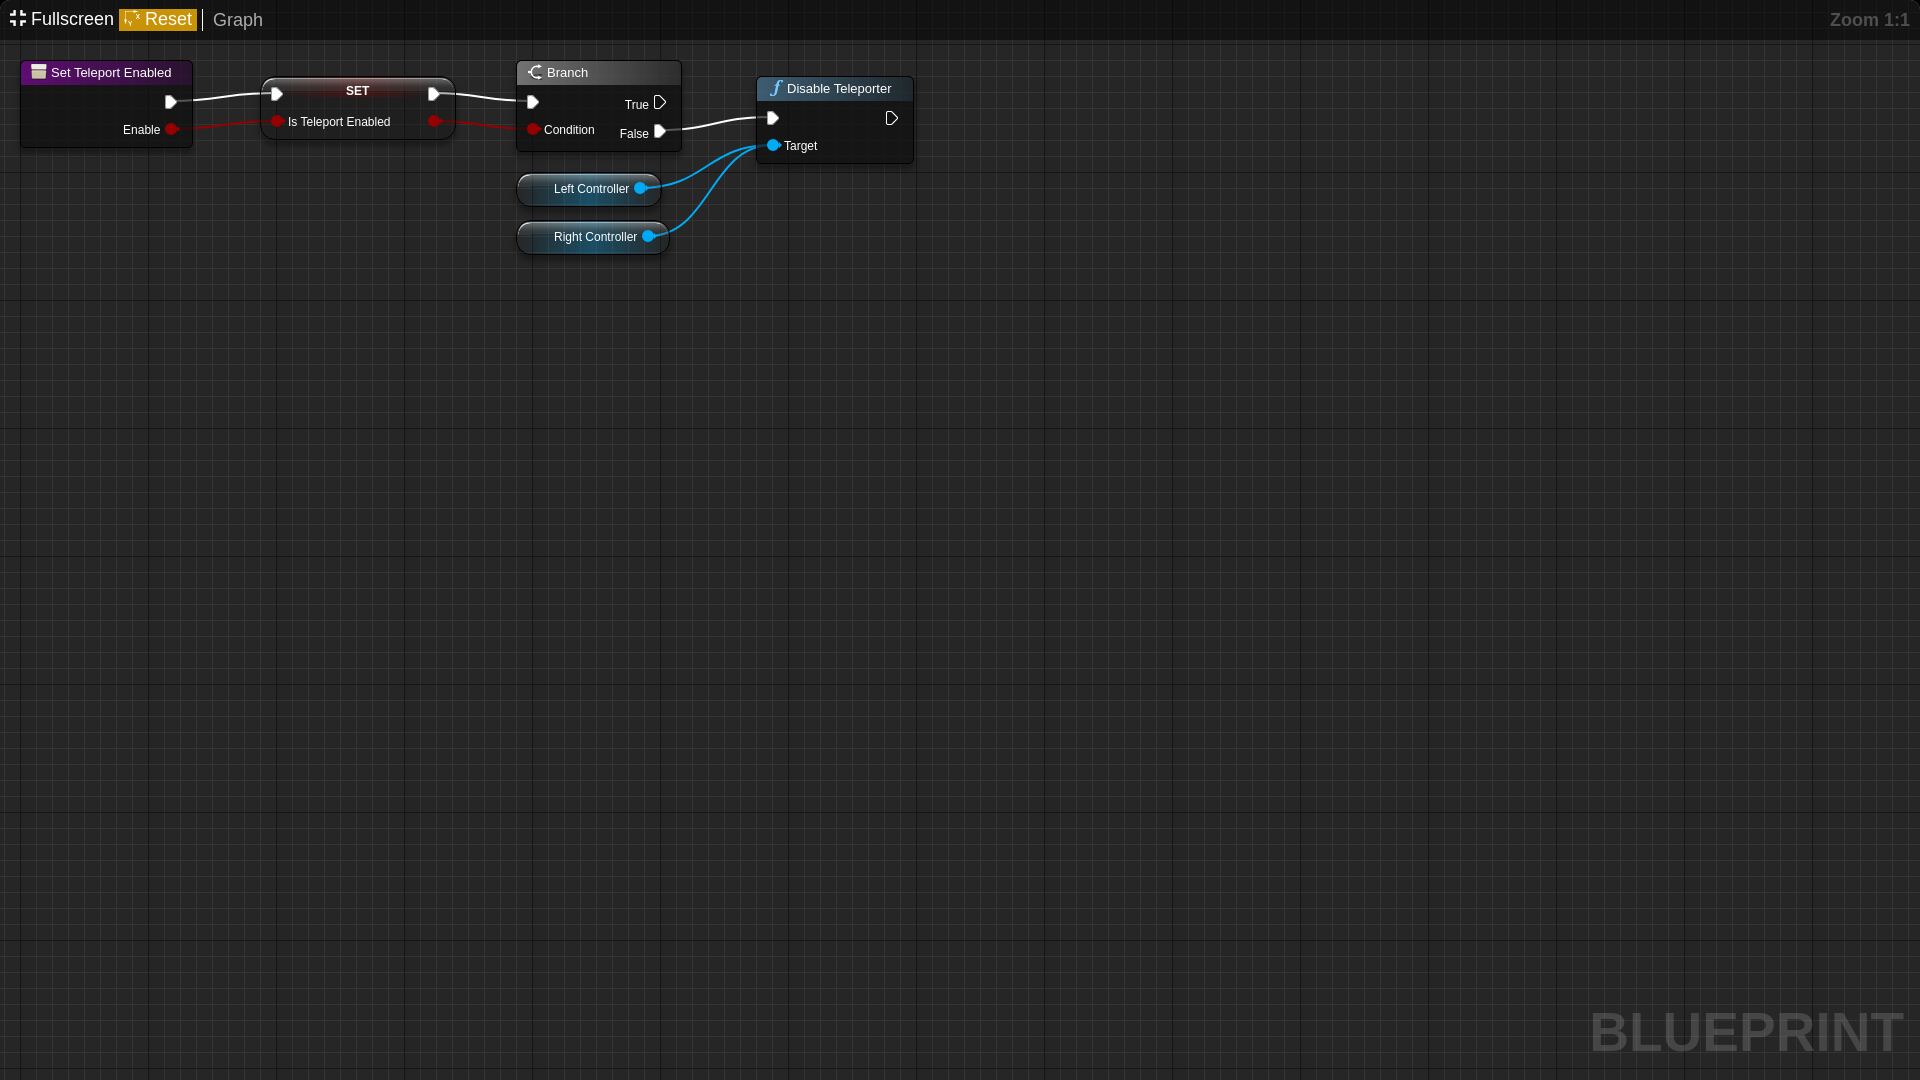 Fullscreen Reset Graph Zoom 1:1
Set Teleport Enabled
Enable
SET
Is Teleport Enabled
Branch
True
Condition
False
Disable Teleporter
Target
Left Controller
Right Controller
BLUEPRINT